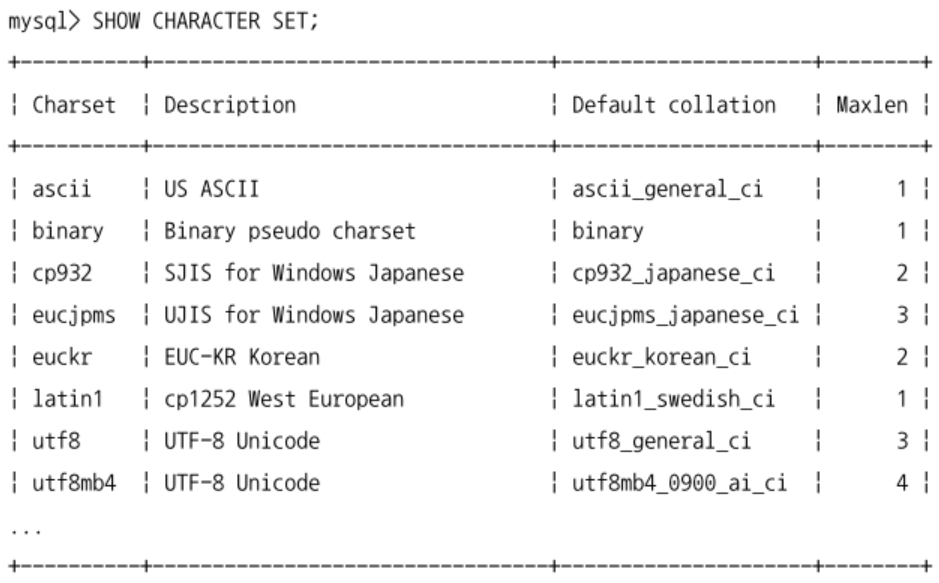 mysql> SHOW CHARACTER SET;
+----------+---------------------------------+---------------------+--------+
¦ Charset  ¦ Description                     ¦ Default collation   ¦ Maxlen ¦
+----------+---------------------------------+---------------------+--------+
¦ ascii    ¦ US ASCII                        ¦ ascii_general_ci    ¦      1 ¦
¦ binary   ¦ Binary pseudo charset           ¦ binary              ¦      1 ¦
¦ cp932    ¦ SJIS for Windows Japanese       ¦ cp932_japanese_ci   ¦      2 ¦
¦ eucjpms  ¦ UJIS for Windows Japanese       ¦ eucjpms_japanese_ci ¦      3 ¦
¦ euckr    ¦ EUC-KR Korean                   ¦ euckr_korean_ci     ¦      2 ¦
¦ latin1   ¦ cp1252 West European            ¦ latin1_swedish_ci   ¦      1 ¦
¦ utf8     ¦ UTF-8 Unicode                   ¦ utf8_general_ci     ¦      3 ¦
¦ utf8mb4  ¦ UTF-8 Unicode                   ¦ utf8mb4_0900_ai_ci  ¦      4 ¦
...
+----------+---------------------------------+---------------------+--------+